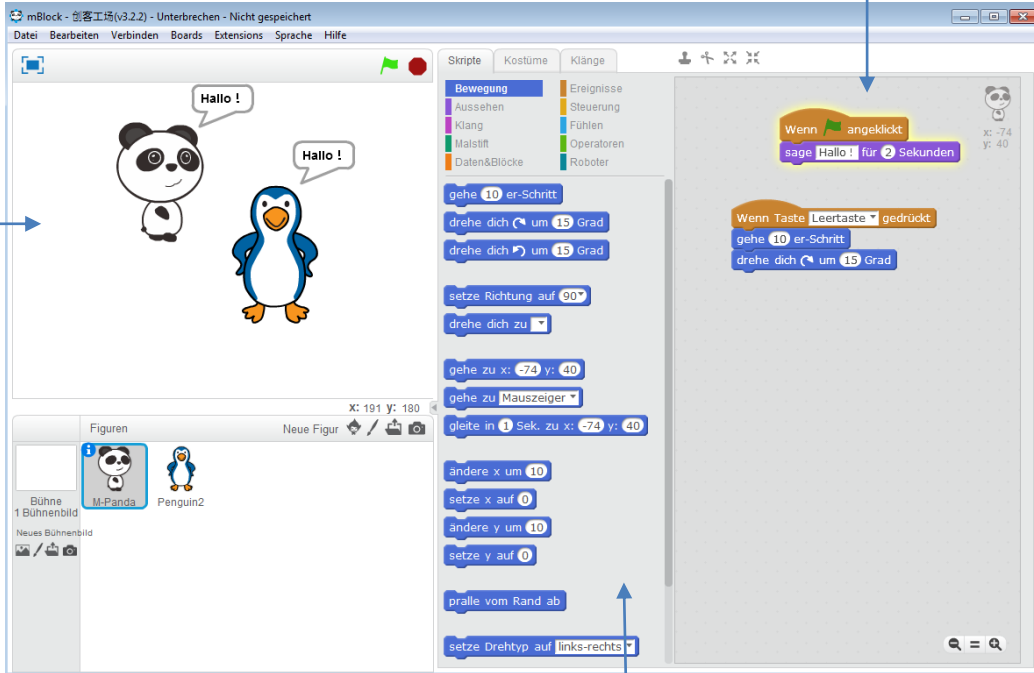 mBlock - 创客工场(v3.2.2) - Unterbrechen - Nicht gespeichert
Datei Bearbeiten Verbinden Boards Extensions Sprache Hilfe
Hallo !
Hallo !
X: 191 y: 180
Figuren
Neue Figur
Bühne
1 Bühnenbild
Neues Bühnenbild
M-Panda
Penguin2
Skripte Kostüme Klänge
Bewegung
Aussehen
Klang
Malstift
Daten&Blöcke
Ereignisse
Steuerung
Fühlen
Operatoren
Roboter
gehe 10 er-Schritt
drehe dich um 15 Grad
drehe dich um 15 Grad
setze Richtung auf 90
drehe dich zu
gehe zu x: -74 y: 40
gehe zu Mauszeiger
gleite in 1 Sek. zu x: -74 y: 40
ändere x um 10
setze x auf 0
ändere y um 10
setze y auf 0
pralle vom Rand ab
setze Drehtyp auf links-rechts
Wenn angeklickt
sage Hallo ! für 2 Sekunden
x: -74
y: 40
Wenn Taste Leertaste gedrückt
gehe 10 er-Schritt
drehe dich um 15 Grad